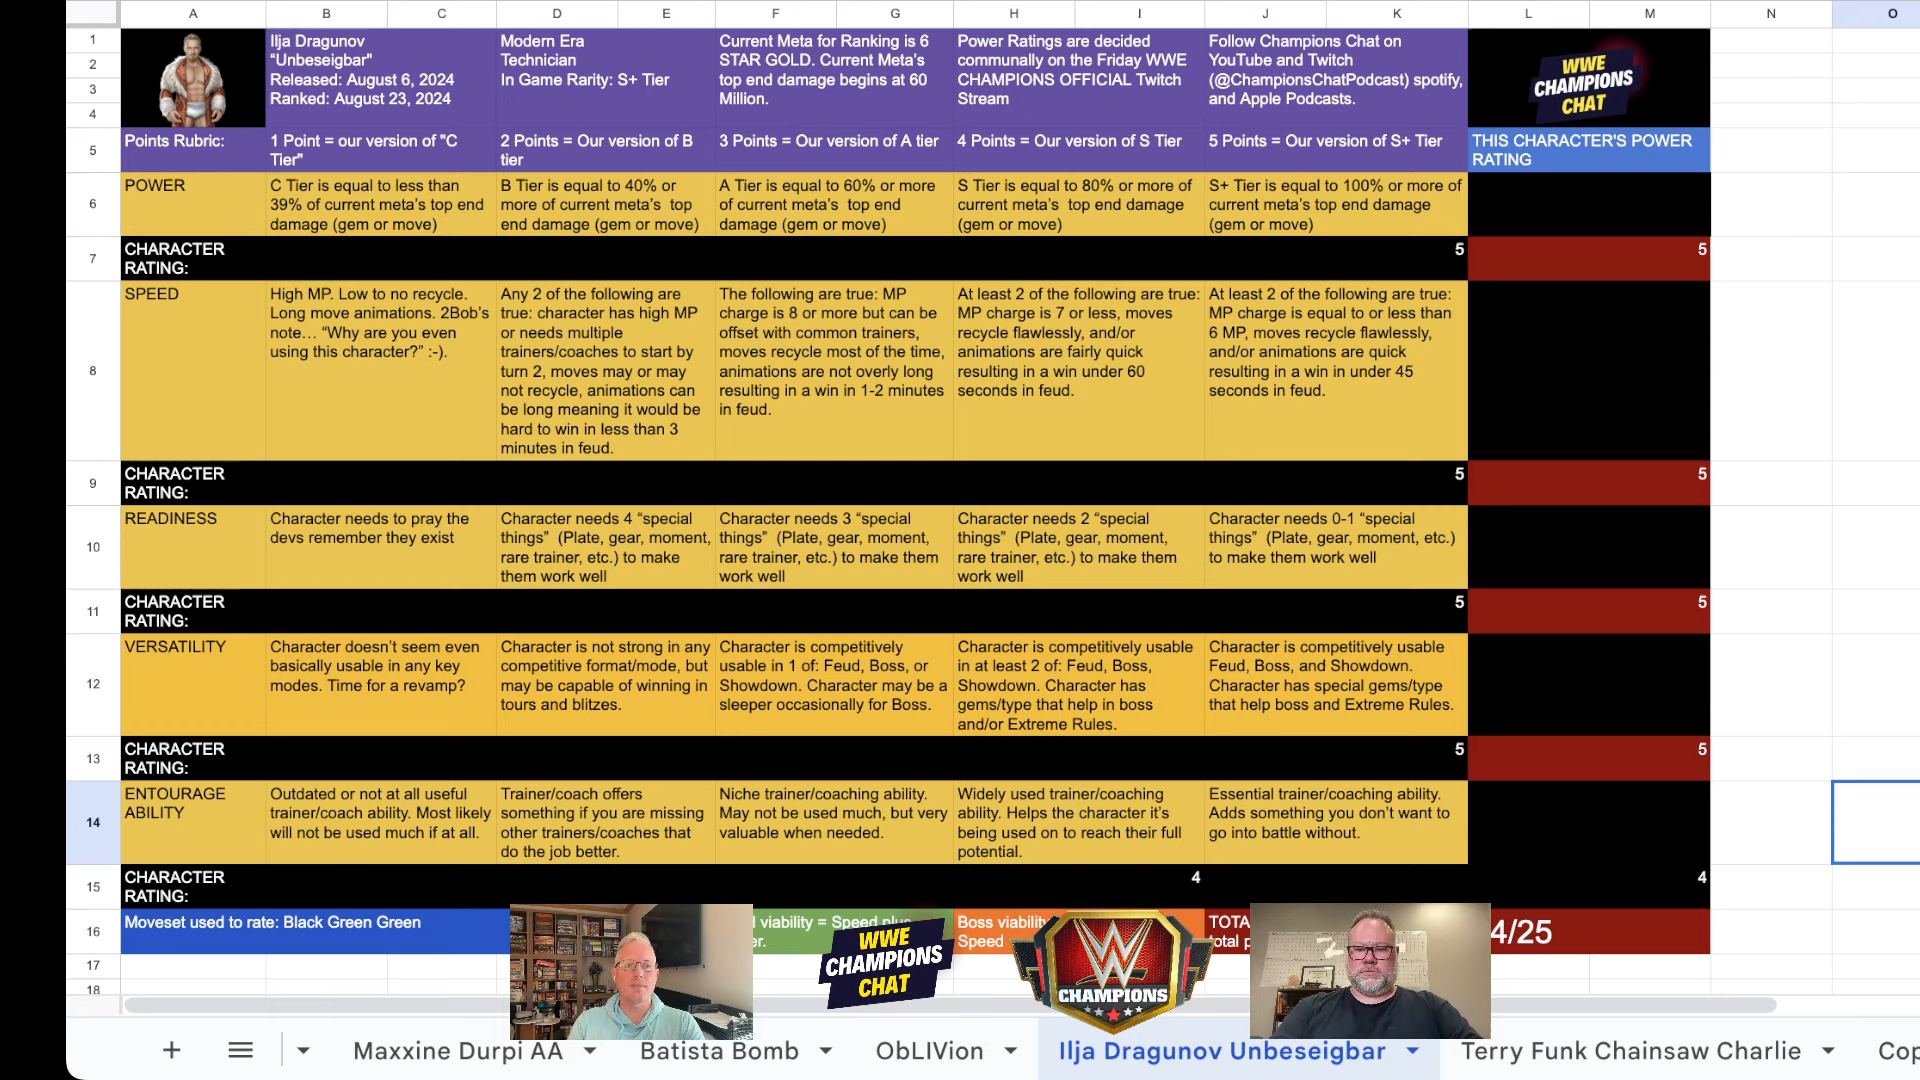 A B C D E F G H I J K L M N O
1
Ilja Dragunov
Modern Era
Current Meta for Ranking is 6
Power Ratings are decided
Follow Champions Chat on
2
“Unbeseigbar"
Technician
STAR GOLD. Current Meta’s
communally on the Friday WWE
YouTube and Twitch
Released: August 6, 2024
In Game Rarity: S+ Tier
top end damage begins at 60
CHAMPIONS OFFICIAL Twitch
(@ChampionsChatPodcast) spotify,
3
Ranked: August 23, 2024
Million.
Stream
and Apple Podcasts.
4
WWE
CHAMPIONS
CHAT
5
Points Rubric:
1 Point = our version of "C
Tier"
2 Points = Our version of B
tier
3 Points = Our version of A tier
4 Points = Our version of S Tier
5 Points = Our version of S+ Tier
THIS CHARACTER'S POWER
RATING
6
POWER
C Tier is equal to less than
39% of current meta’s top end
damage (gem or move)
B Tier is equal to 40% or
more of current meta’s top
end damage (gem or move)
A Tier is equal to 60% or more
of current meta’s top end
damage (gem or move)
S Tier is equal to 80% or more of
current meta’s top end damage
(gem or move)
S+ Tier is equal to 100% or more of
current meta’s top end damage
(gem or move)
7
CHARACTER
RATING:
5
5
8
SPEED
High MP. Low to no recycle.
Long move animations. 2Bob’s
note… “Why are you even
using this character?” :-).
Any 2 of the following are
true: character has high MP
or needs multiple
trainers/coaches to start by
turn 2, moves may or may
not recycle, animations can
be long meaning it would be
hard to win in less than 3
minutes in feud.
The following are true: MP
charge is 8 or more but can be
offset with common trainers,
moves recycle most of the time,
animations are not overly long
resulting in a win in 1-2 minutes
in feud.
At least 2 of the following are true:
MP charge is 7 or less, moves
recycle flawlessly, and/or
animations are fairly quick
resulting in a win under 60
seconds in feud.
At least 2 of the following are true:
MP charge is equal to or less than
6 MP, moves recycle flawlessly,
and/or animations are quick
resulting in a win in under 45
seconds in feud.
9
CHARACTER
RATING:
5
5
10
READINESS
Character needs to pray the
devs remember they exist
Character needs 4 “special
things” (Plate, gear, moment,
rare trainer, etc.) to make
them work well
Character needs 3 “special
things” (Plate, gear, moment,
rare trainer, etc.) to make them
work well
Character needs 2 “special
things” (Plate, gear, moment,
rare trainer, etc.) to make them
work well
Character needs 0-1 “special
things” (Plate, gear, moment, etc.)
to make them work well
11
CHARACTER
RATING:
5
5
12
VERSATILITY
Character doesn’t seem even
basically usable in any key
modes. Time for a revamp?
Character is not strong in any
competitive format/mode, but
may be capable of winning in
tours and blitzes.
Character is competitively
usable in 1 of: Feud, Boss, or
Showdown. Character may be a
sleeper occasionally for Boss.
Character is competitively usable
in at least 2 of: Feud, Boss,
Showdown. Character has
gems/type that help in boss
and/or Extreme Rules.
Character is competitively usable
Feud, Boss, and Showdown.
Character has special gems/type
that help boss and Extreme Rules.
13
CHARACTER
RATING:
5
5
14
ENTOURAGE
ABILITY
Outdated or not at all useful
trainer/coach ability. Most likely
will not be used much if at all.
Trainer/coach offers
something if you are missing
other trainers/coaches that
do the job better.
Niche trainer/coaching ability.
May not be used much, but very
valuable when needed.
Widely used trainer/coaching
ability. Helps the character it’s
being used on to reach their full
potential.
Essential trainer/coaching ability.
Adds something you don’t want to
go into battle without.
15
CHARACTER
RATING:
4
4
16
Moveset used to rate: Black Green Green
viability = Speed plus
er.
Boss viability
Speed
TOTA
total p
4/25
WWE
CHAMPIONS
CHAT
CHAMPIONS
17
18
+
Maxxine Durpi AA
Batista Bomb
ObLIVion
Ilja Dragunov Unbeseigbar
Terry Funk Chainsaw Charlie
Cop